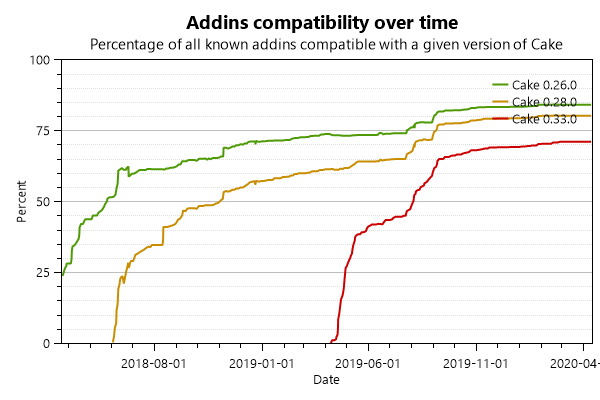 Addins compatibility over time
Percentage of all known addins compatible with a given version of Cake
100
75
50
25
0
Percent
Cake 0.26.0
Cake 0.28.0
Cake 0.33.0
2018-08-01
2019-01-01
2019-06-01
2019-11-01
2020-04-
Date